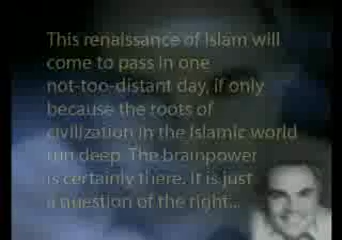 This renaissance of Islam will
come to pass in one
not-too-distant day, if only
because the roots of
civilization in the Islamic world
run deep. The brainpower
is certainly there. It is just
a question of the right...